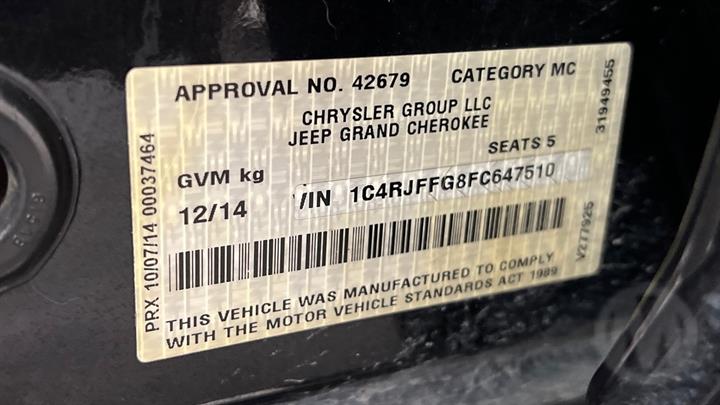 APPROVAL NO. 42679 CATEGORY MC
CHRYSLER GROUP LLC
JEEP GRAND CHEROKEE
SEATS 5
GVM kg
12/14 /IN 1C4RJFFG8FC647510
THIS VEHICLE WAS MANUFACTURED TO COMPLY
WITH THE MOTOR VEHICLE STANDARDS ACT 1989
PRX 10/07/14 00037464
31949455
V277925